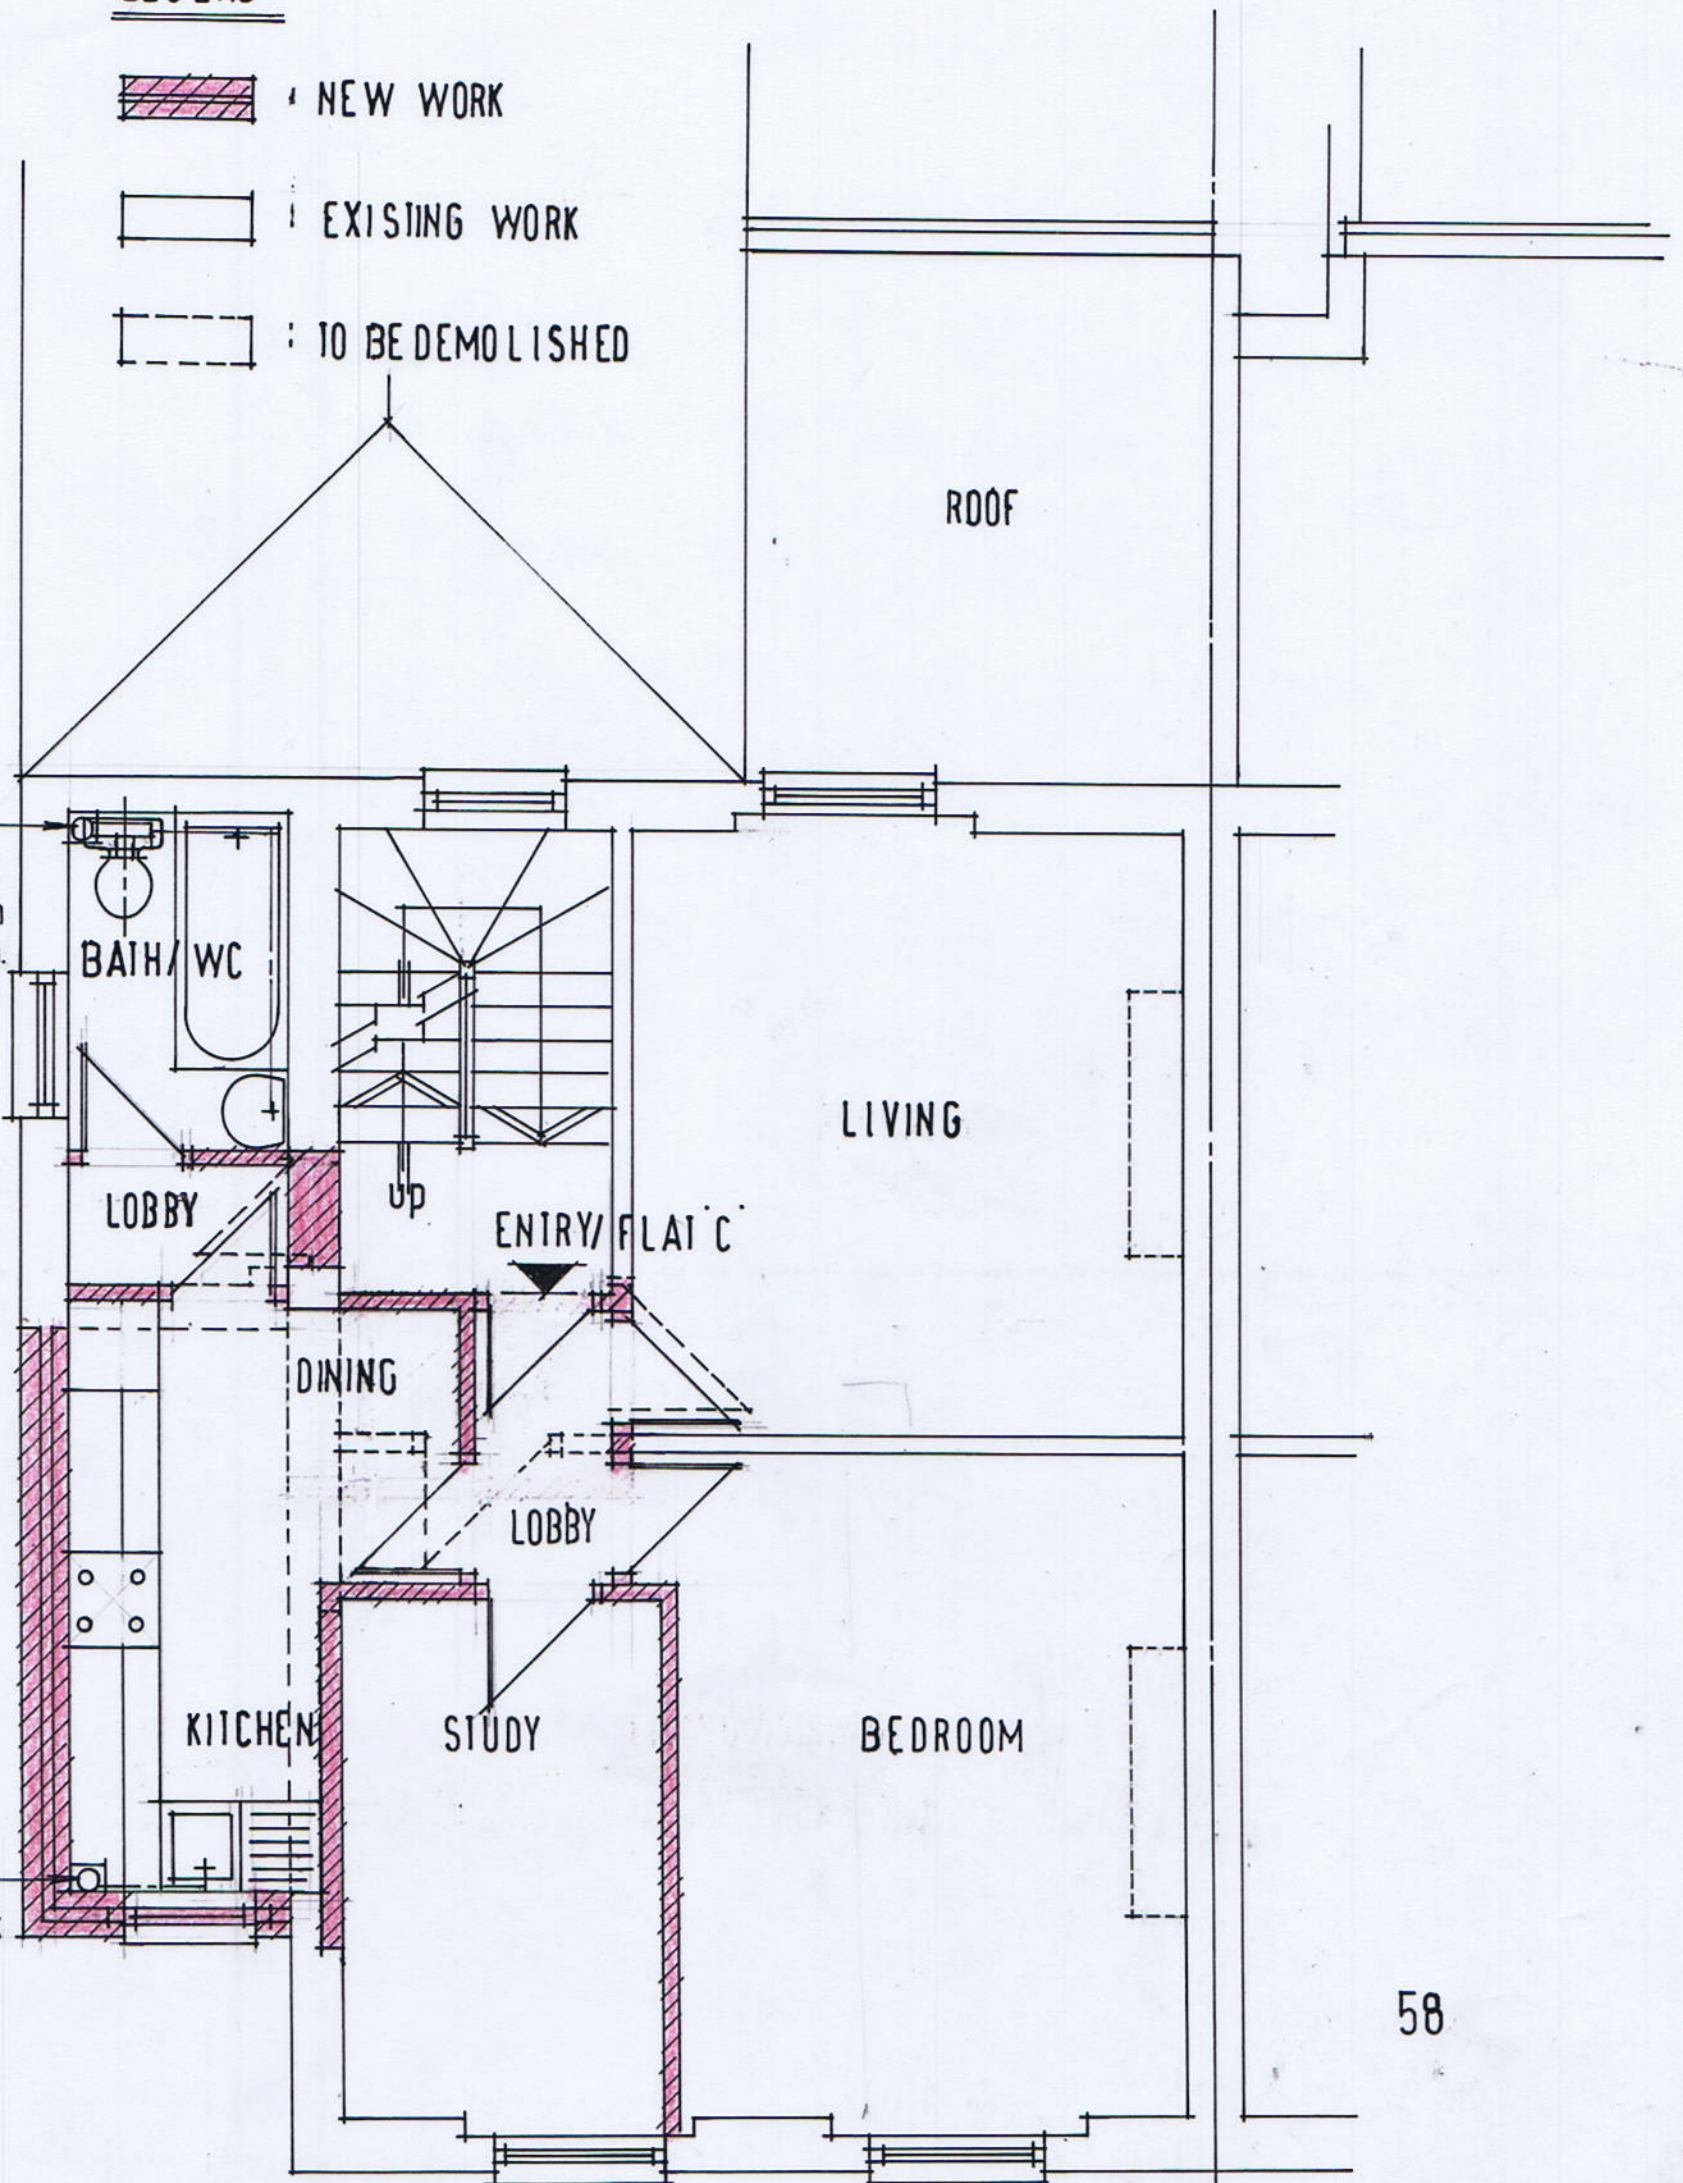 : NEW WORK
: EXISTING WORK
: TO BE DEMOLISHED
ROOF
BATH/ WC
LIVING
LOBBY
up
ENTRY/ FLAT 'C'
DINING
LOBBY
KITCHEN
STUDY
BEDROOM
58